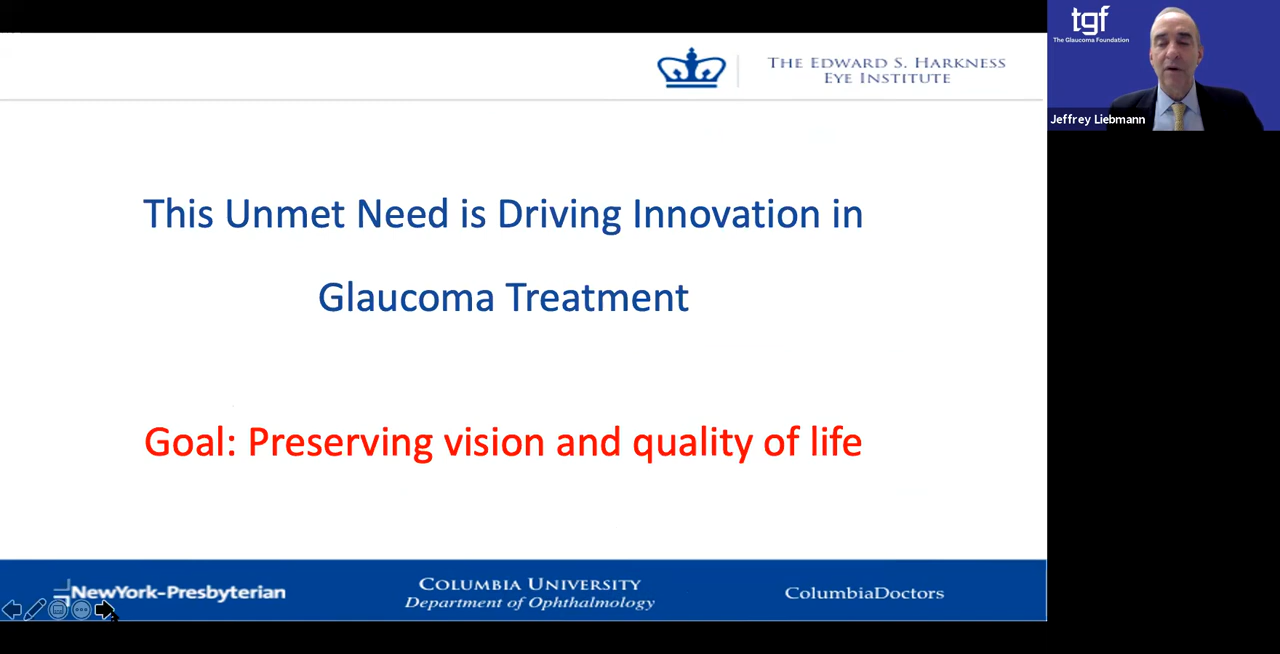 THE EDWARD S. HARKNESS
EYE INSTITUTE
tgf
The Glaucoma Foundation
Jeffrey Liebmann
This Unmet Need is Driving Innovation in
Glaucoma Treatment
Goal: Preserving vision and quality of life
NewYork-Presbyterian
COLUMBIA UNIVERSITY
Department of Ophthalmology
ColumbiaDoctors